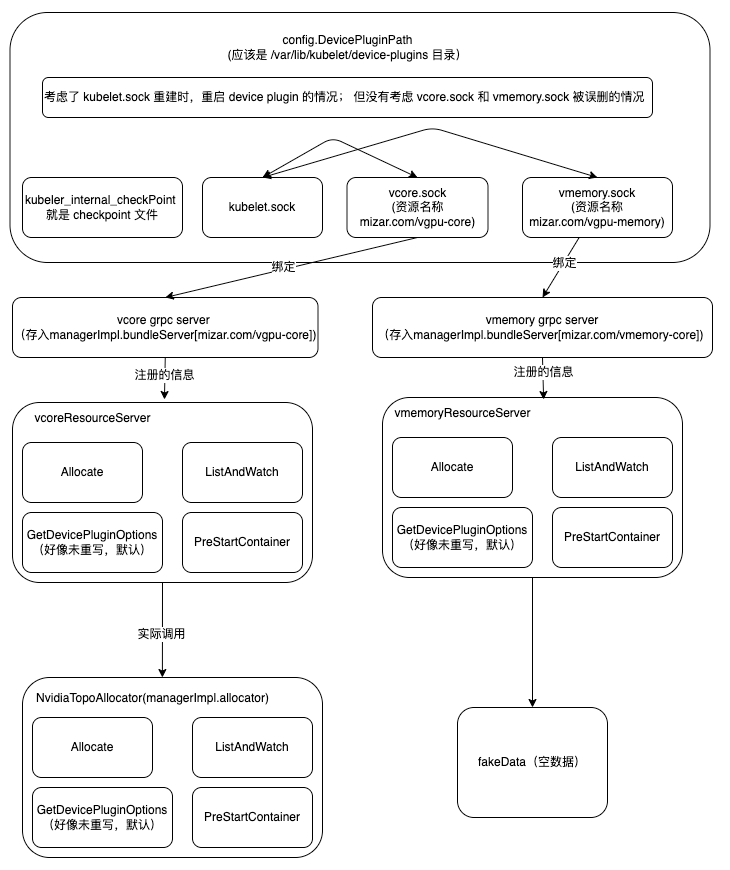 config.DevicePluginPath
(应该是 /var/lib/kubelet/device-plugins 目录)
考虑了 kubelet.sock 重建时，重启 device plugin 的情况； 但没有考虑 vcore.sock 和 vmemory.sock 被误删的情况
kubeler_internal_checkPoint
就是 checkpoint 文件
kubelet.sock
vcore.sock
(资源名称
mizar.com/vgpu-core)
vmemory.sock
(资源名称
mizar.com/vgpu-memory)
绑定
绑定
vcore grpc server
(存入managerImpl.bundleServer[mizar.com/vgpu-core])
vmemory grpc server
(存入managerImpl.bundleServer[mizar.com/vmemory-core])
注册的信息
注册的信息
vcoreResourceServer
Allocate
ListAndWatch
GetDevicePluginOptions
（好像未重写，默认）
PreStartContainer
vmemoryResourceServer
Allocate
ListAndWatch
GetDevicePluginOptions
（好像未重写，默认）
PreStartContainer
实际调用
NvidiaTopoAllocator(managerImpl.allocator)
Allocate
ListAndWatch
GetDevicePluginOptions
（好像未重写，默认）
PreStartContainer
fakeData（空数据）